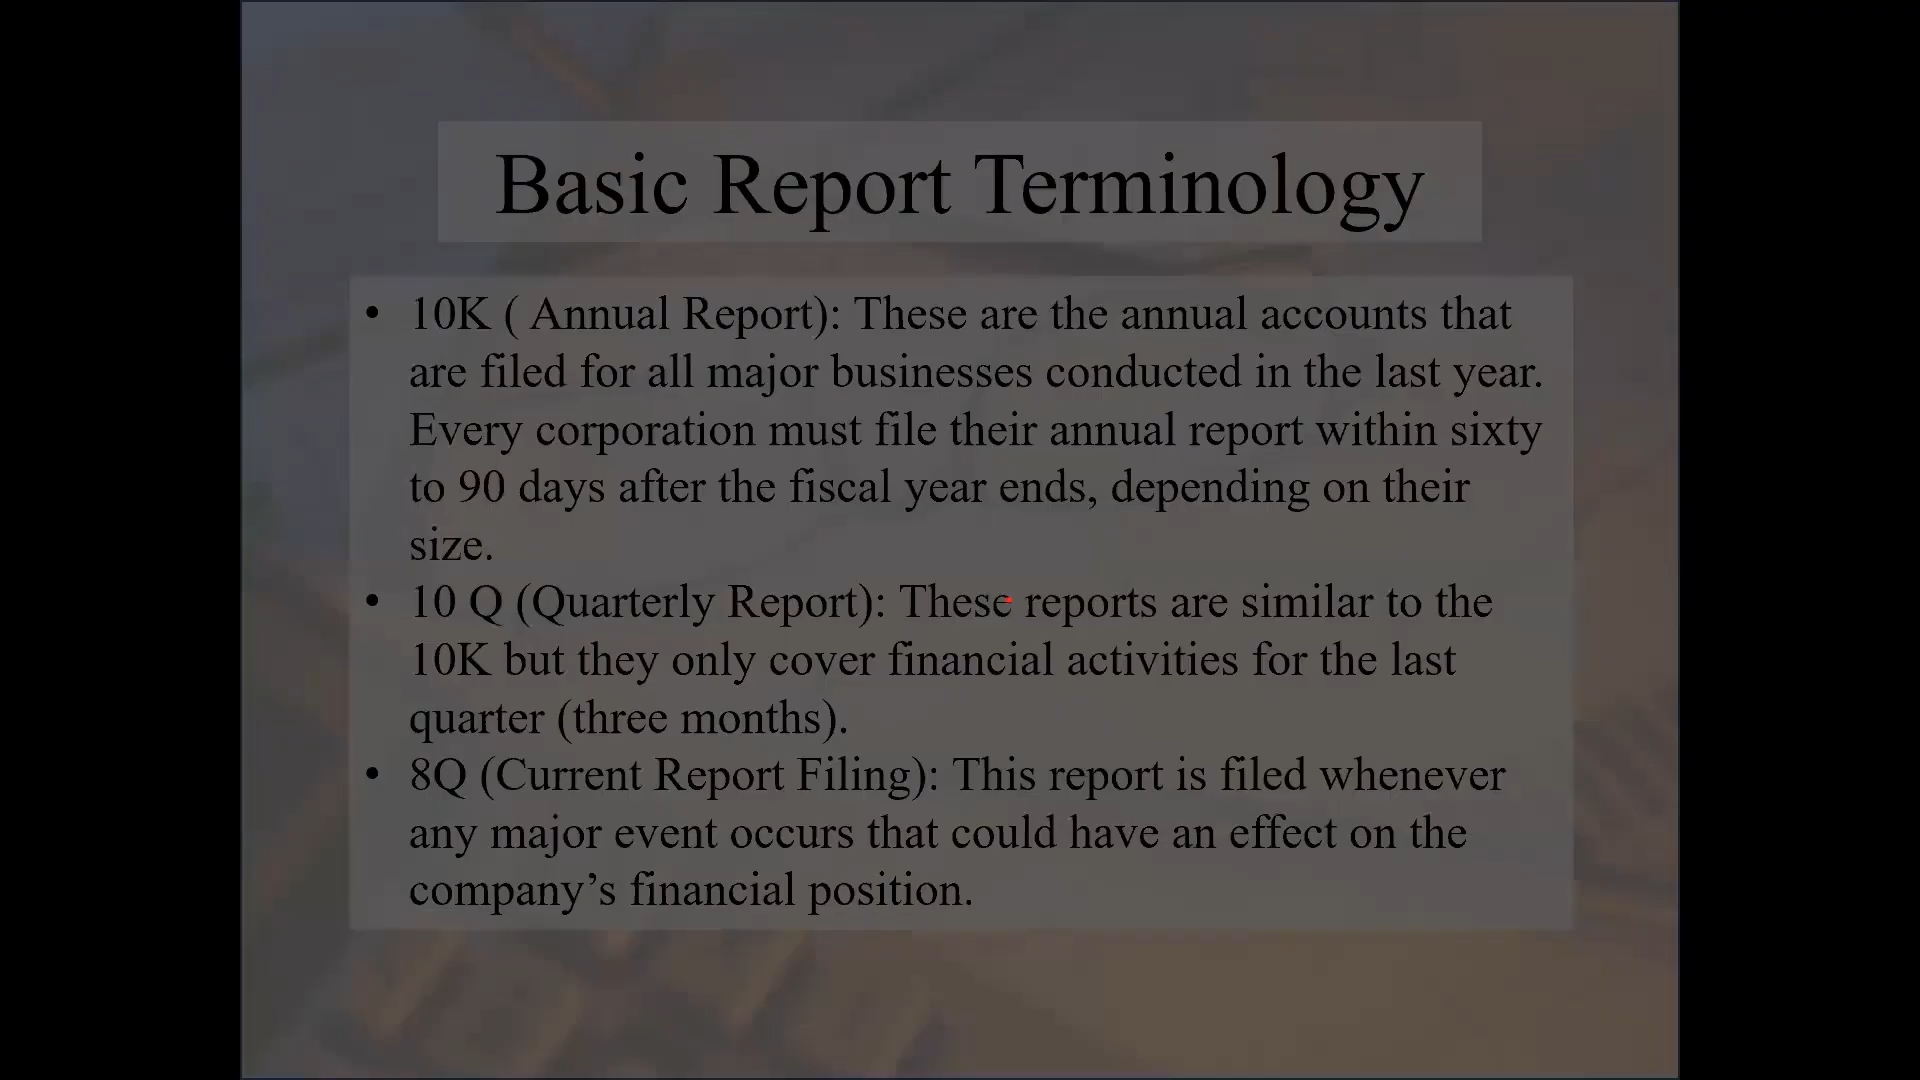 Basic Report Terminology
• 10K ( Annual Report): These are the annual accounts that
are filed for all major businesses conducted in the last year.
Every corporation must file their annual report within sixty
to 90 days after the fiscal year ends, depending on their
size.
• 10 Q (Quarterly Report): These reports are similar to the
10K but they only cover financial activities for the last
quarter (three months).
• 8Q (Current Report Filing): This report is filed whenever
any major event occurs that could have an effect on the
company’s financial position.